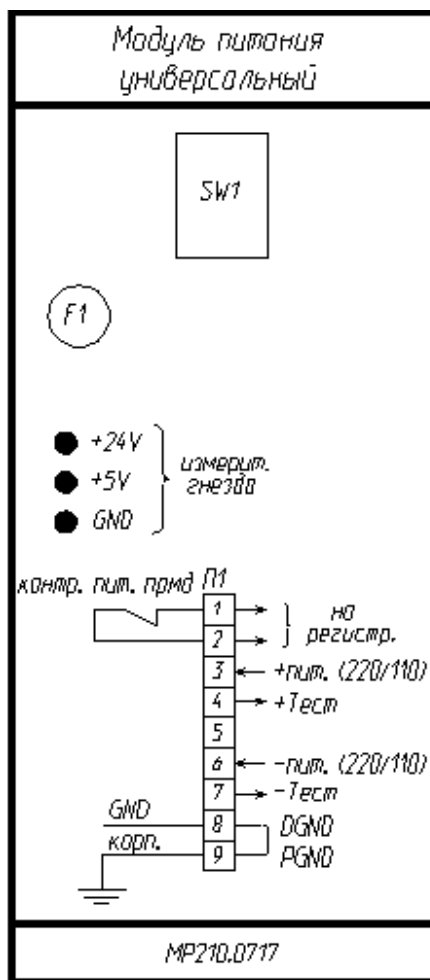 Модуль питания
универсальный
SW1
F1
+24V
+5V
GND
измерит.
гнезда
контр. пит. прмд П1
1
2
на
регистр.
3 +пит. (220/110)
4 +Тест
5
6 -пит. (220/110)
7 -Тест
GND 8 DGND
корп. 9 PGND
МР210.0717